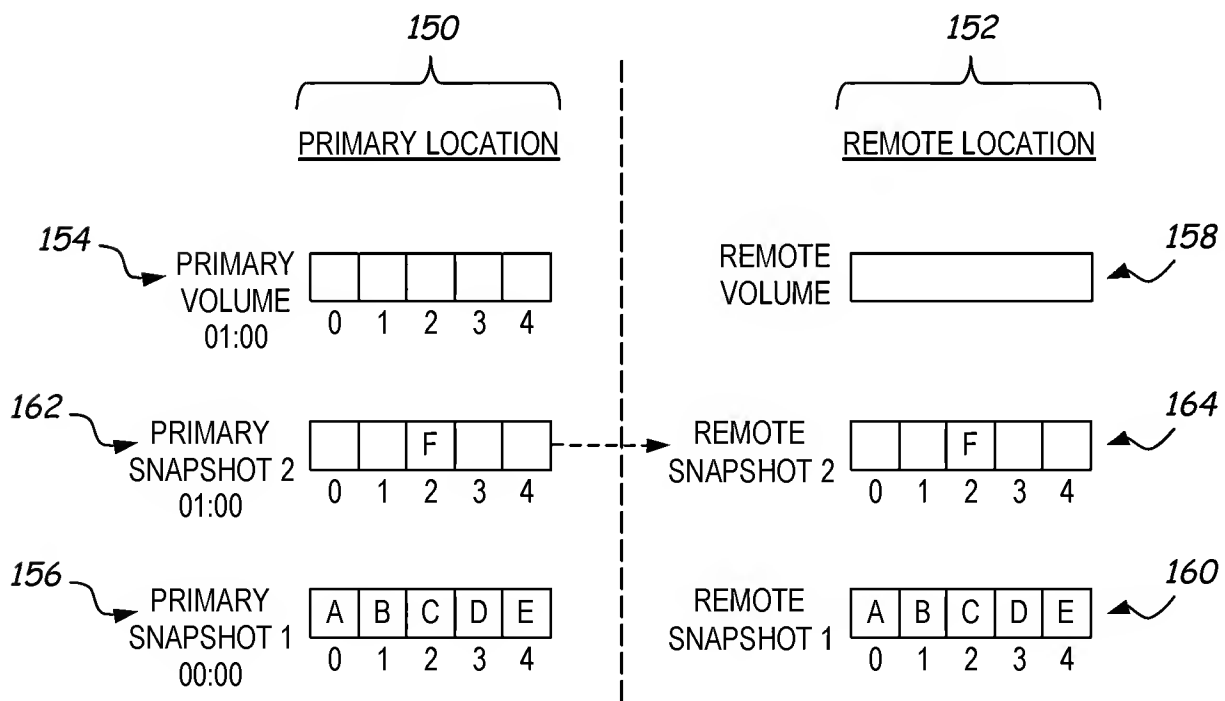 150
152
PRIMARY LOCATION
REMOTE LOCATION
154
PRIMARY
VOLUME
01:00
0 1 2 3 4
REMOTE
VOLUME
158
162
PRIMARY
SNAPSHOT 2
01:00
F
0 1 2 3 4
REMOTE
SNAPSHOT 2
F
0 1 2 3 4
164
156
PRIMARY
SNAPSHOT 1
00:00
A B C D E
0 1 2 3 4
REMOTE
SNAPSHOT 1
A B C D E
0 1 2 3 4
160